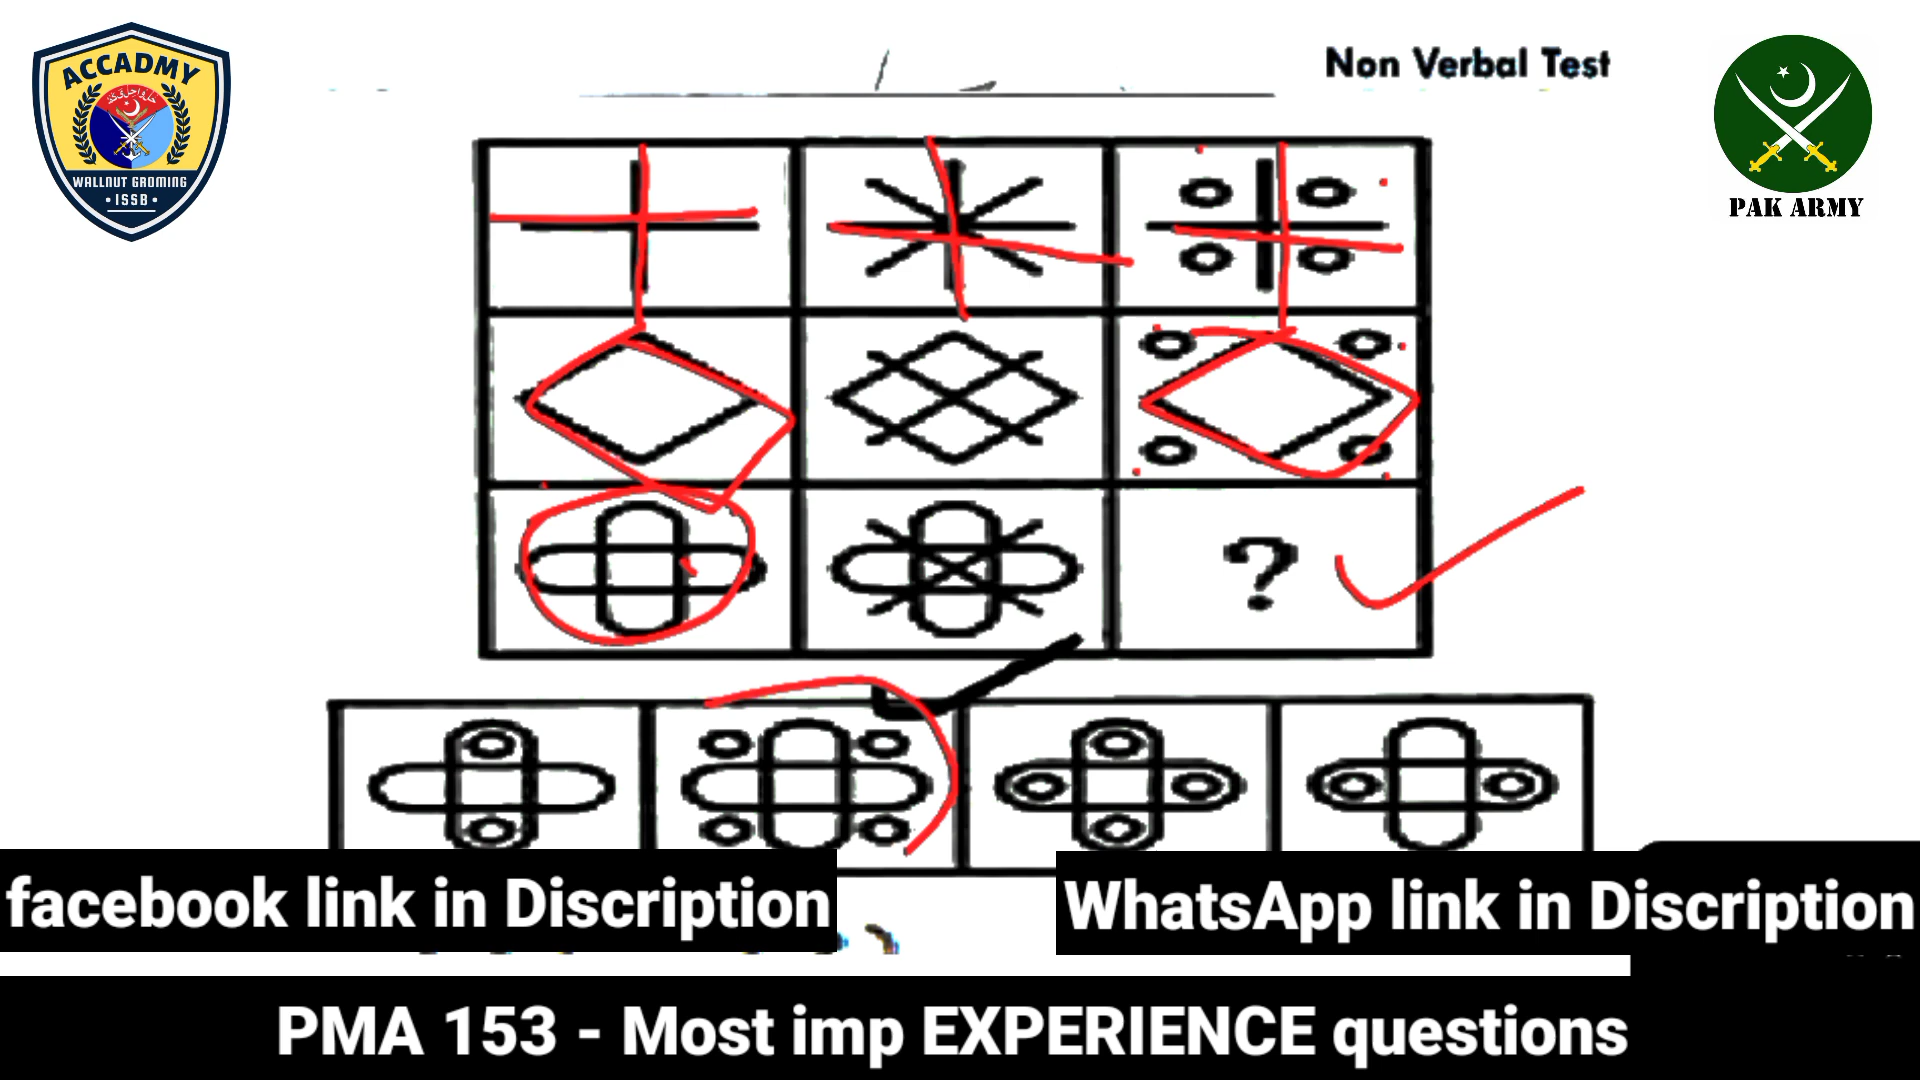 ACCADMY
WALLNUT GROMING
• ISSB •
Non Verbal Test
PAK ARMY
?
facebook link in Discription
WhatsApp link in Discription
PMA 153 - Most imp EXPERIENCE questions